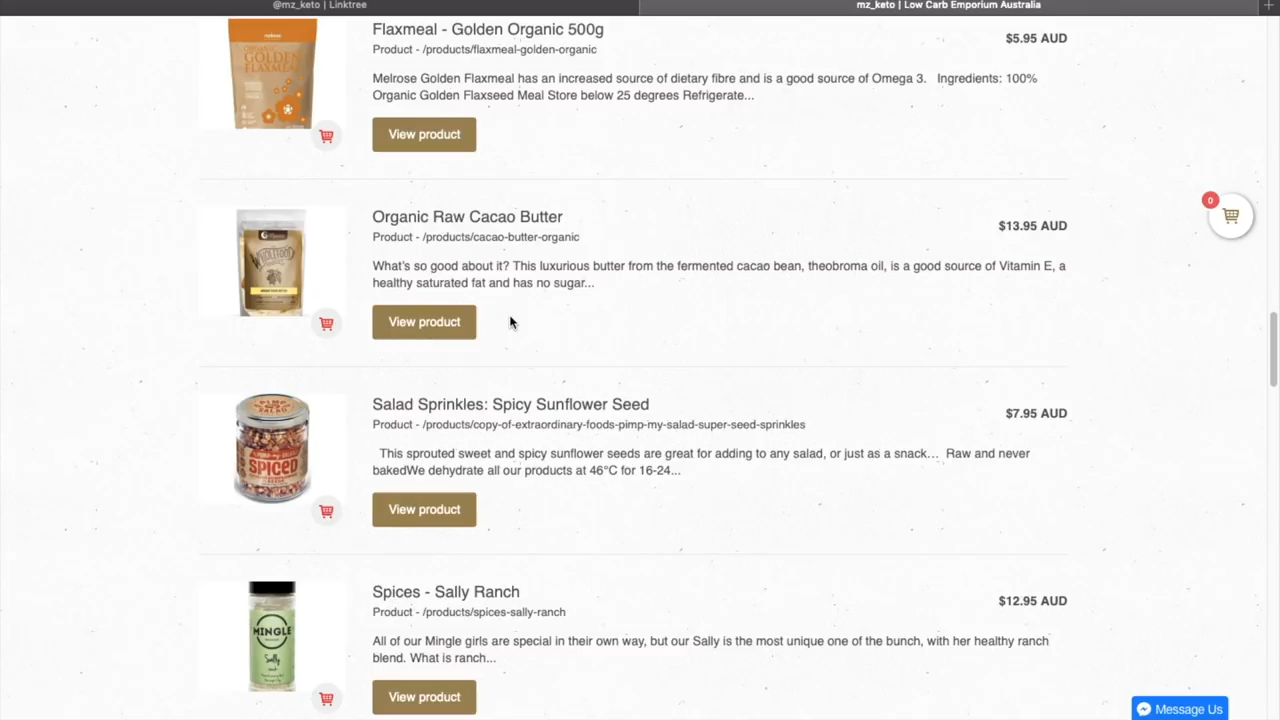 @mz_keto | Linktree
mz_keto | Low Carb Emporium Australia
Flaxmeal - Golden Organic 500g
$5.95 AUD
Product - /products/flaxmeal-golden-organic
Melrose Golden Flaxmeal has an increased source of dietary fibre and is a good source of Omega 3.   Ingredients: 100%
Organic Golden Flaxseed Meal Store below 25 degrees Refrigerate...
View product
ORGANIC
GOLDEN
FLAXMEAL
0
Organic Raw Cacao Butter
$13.95 AUD
Product - /products/cacao-butter-organic
What's so good about it? This luxurious butter from the fermented cacao bean, theobroma oil, is a good source of Vitamin E, a
healthy saturated fat and has no sugar...
View product
Salad Sprinkles: Spicy Sunflower Seed
$7.95 AUD
Product - /products/copy-of-extraordinary-foods-pimp-my-salad-super-seed-sprinkles
This sprouted sweet and spicy sunflower seeds are great for adding to any salad, or just as a snack…  Raw and never
bakedWe dehydrate all our products at 46°C for 16-24...
View product
SPICED
Spices - Sally Ranch
$12.95 AUD
Product - /products/spices-sally-ranch
All of our Mingle girls are special in their own way, but our Sally is the most unique one of the bunch, with her healthy ranch
blend. What is ranch...
View product
MINGLE
Sally
Message Us